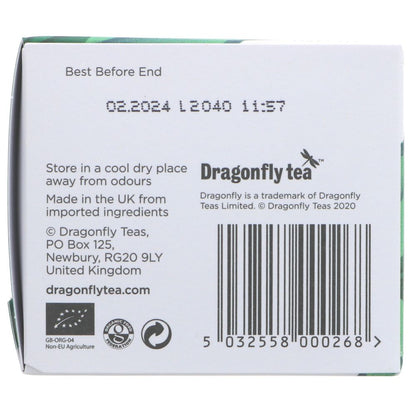 Best Before End
02.2024 L2040 11:57
Store in a cool dry place
away from odours
Made in the UK from
imported ingredients
© Dragonfly Teas,
PO Box 125,
Newbury, RG20 9LY
United Kingdom
dragonflytea.com
GB-ORG-04
Non-EU Agriculture
Dragonfly tea™
Dragonfly is a trademark of Dragonfly
Teas Limited. © Dragonfly Teas 2020
5 032558 000268 >